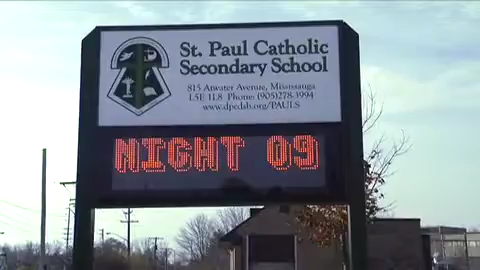 St. Paul Catholic
Secondary School
815 Atwater Avenue, Mississauga
L5E 1L8 Phone: (905)278-3994
www.dpcdsb.org/PAULS
NIGHT 09